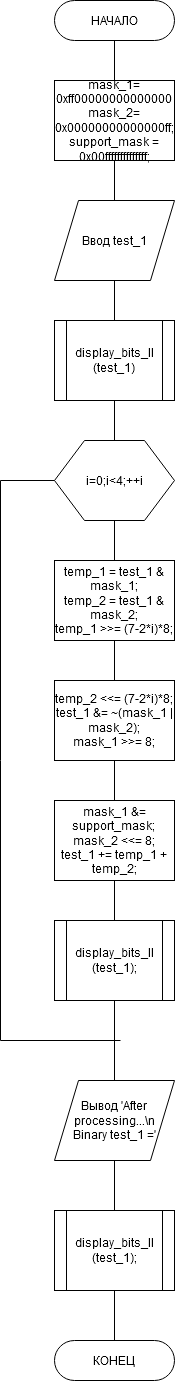 НАЧАЛО
mask_1=
0xff00000000000000
mask_2=
0x00000000000000ff;
support_mask =
0x00ffffffffffffff;
Ввод test_1
display_bits_ll
(test_1)
i=0;i<4;++i
temp_1 = test_1 &
mask_1;
temp_2 = test_1 &
mask_2;
temp_1 >>= (7-2*i)*8;
temp_2 <<= (7-2*i)*8;
test_1 &= ~(mask_1 |
mask_2);
mask_1 >>= 8;
mask_1 &=
support_mask;
mask_2 <<= 8;
test_1 += temp_1 +
temp_2;
display_bits_ll
(test_1);
Вывод 'After
processing...\n
Binary test_1 ='
display_bits_ll
(test_1);
КОНЕЦ